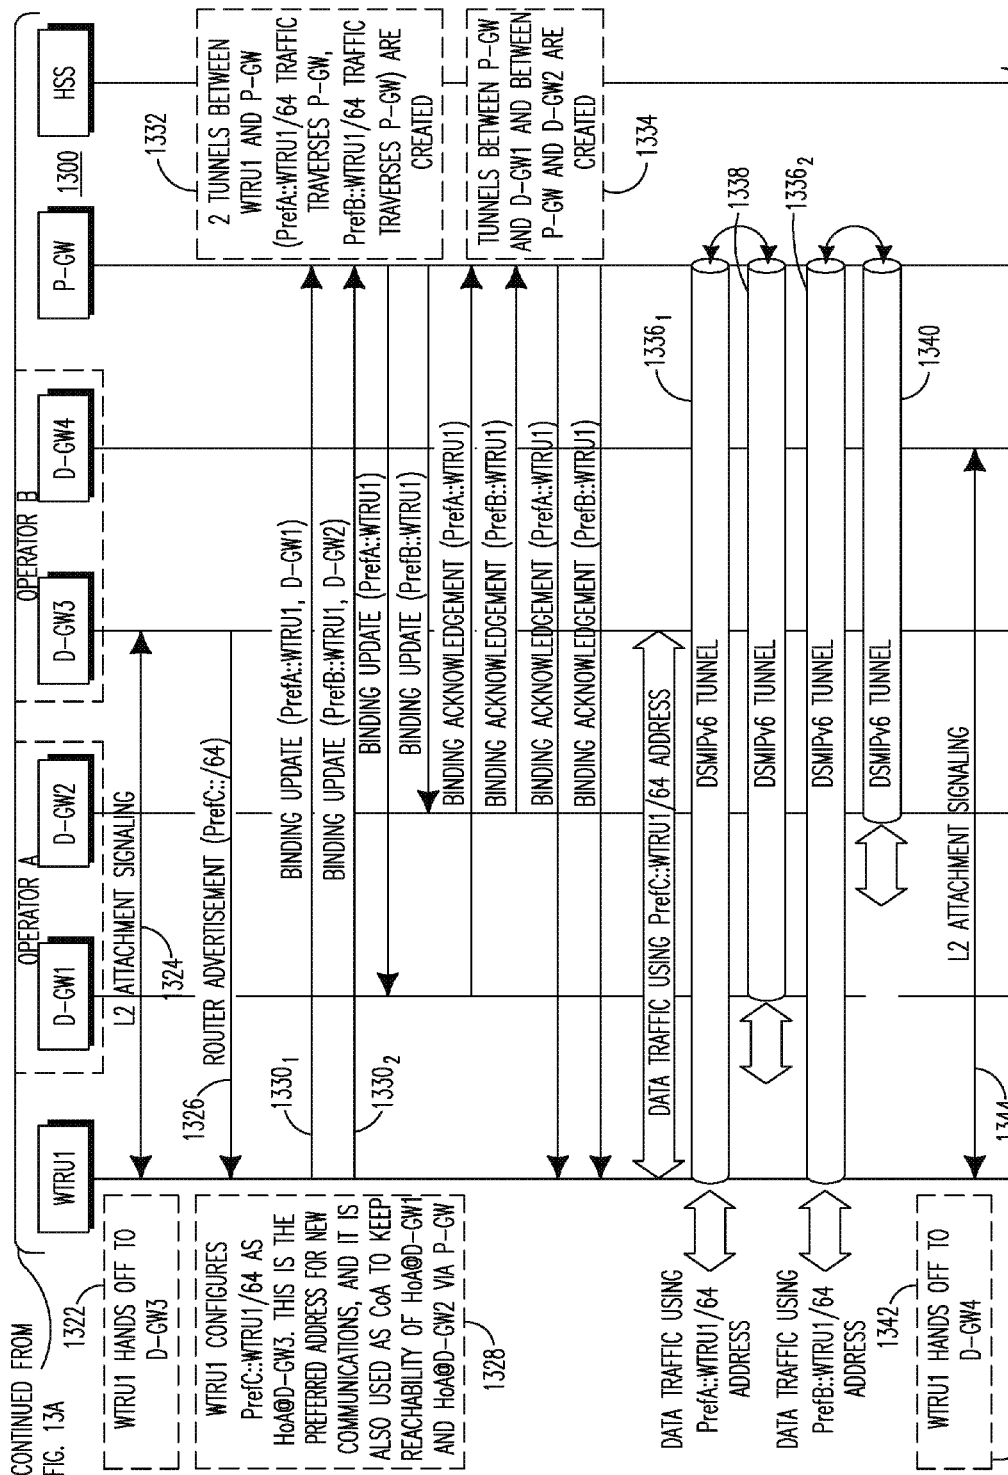 CONTINUED FROM
FIG. 13A
1300
OPERATOR A
OPERATOR B
WTRU1
D-GW1
D-GW2
D-GW3
D-GW4
P-GW
HSS
1322
WTRU1 HANDS OFF TO
D-GW3
L2 ATTACHMENT SIGNALING
1324
1326
ROUTER ADVERTISEMENT (PrefC::/64)
WTRU1 CONFIGURES
PrefC::WTRU1/64 AS
HoA@D-GW3. THIS IS THE
PREFERRED ADDRESS FOR NEW
COMMUNICATIONS, AND IT IS
ALSO USED AS CoA TO KEEP
REACHABILITY OF HoA@D-GW1
AND HoA@D-GW2 VIA P-GW
1328
1330₁
BINDING UPDATE (PrefA::WTRU1, D-GW1)
1330₂
BINDING UPDATE (PrefB::WTRU1, D-GW2)
1332
2 TUNNELS BETWEEN
WTRU1 AND P-GW
(PrefA::WTRU1/64 TRAFFIC
TRAVERSES P-GW,
PrefB::WTRU1/64 TRAFFIC
TRAVERSES P-GW) ARE
CREATED
BINDING UPDATE (PrefA::WTRU1)
BINDING UPDATE (PrefB::WTRU1)
BINDING ACKNOWLEDGEMENT (PrefA::WTRU1)
BINDING ACKNOWLEDGEMENT (PrefB::WTRU1)
TUNNELS BETWEEN P-GW
AND D-GW1 AND BETWEEN
P-GW AND D-GW2 ARE
CREATED
1334
BINDING ACKNOWLEDGEMENT (PrefA::WTRU1)
BINDING ACKNOWLEDGEMENT (PrefB::WTRU1)
DATA TRAFFIC USING PrefC::WTRU1/64 ADDRESS
1336₁
DATA TRAFFIC USING
PrefA::WTRU1/64
ADDRESS
DSMIPv6 TUNNEL
DSMIPv6 TUNNEL
1338
DATA TRAFFIC USING
PrefB::WTRU1/64
ADDRESS
DSMIPv6 TUNNEL
1336₂
DSMIPv6 TUNNEL
1340
1342
WTRU1 HANDS OFF TO
D-GW4
L2 ATTACHMENT SIGNALING
1344